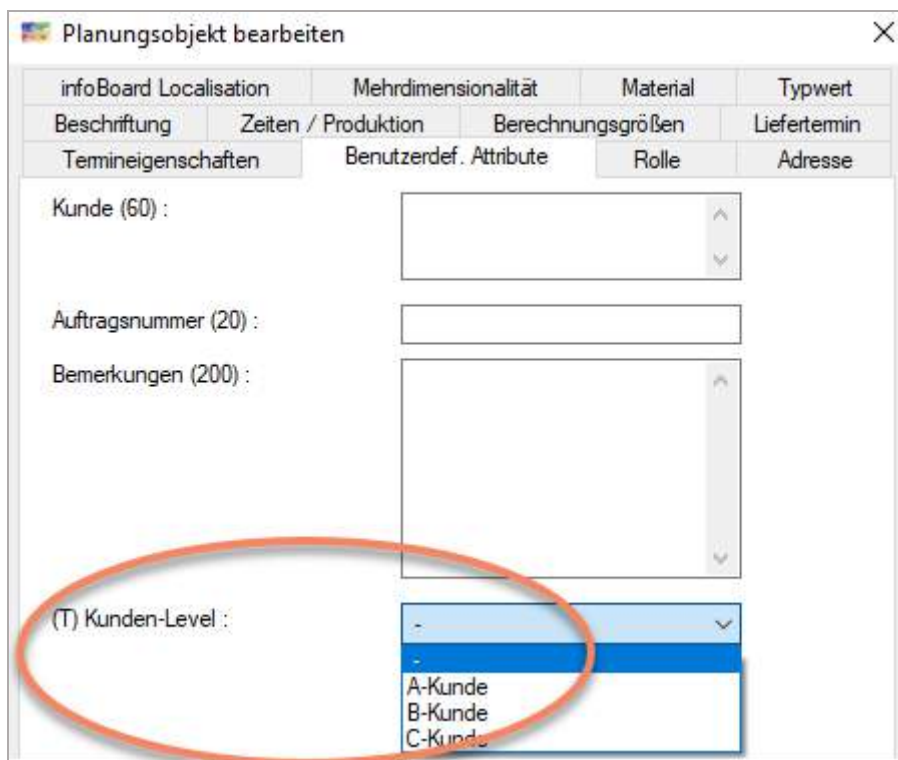 Planungsobjekt bearbeiten
infoBoard Localisation Mehrdimensionalität Material Typwert
Beschriftung Zeiten / Produktion Berechnungsgrößen Liefertermin
Termineigenschaften Benutzerdef. Attribute Rolle Adresse
Kunde (60) :
Auftragsnummer (20) :
Bemerkungen (200) :
(T) Kunden-Level : -
-
A-Kunde
B-Kunde
C-Kunde